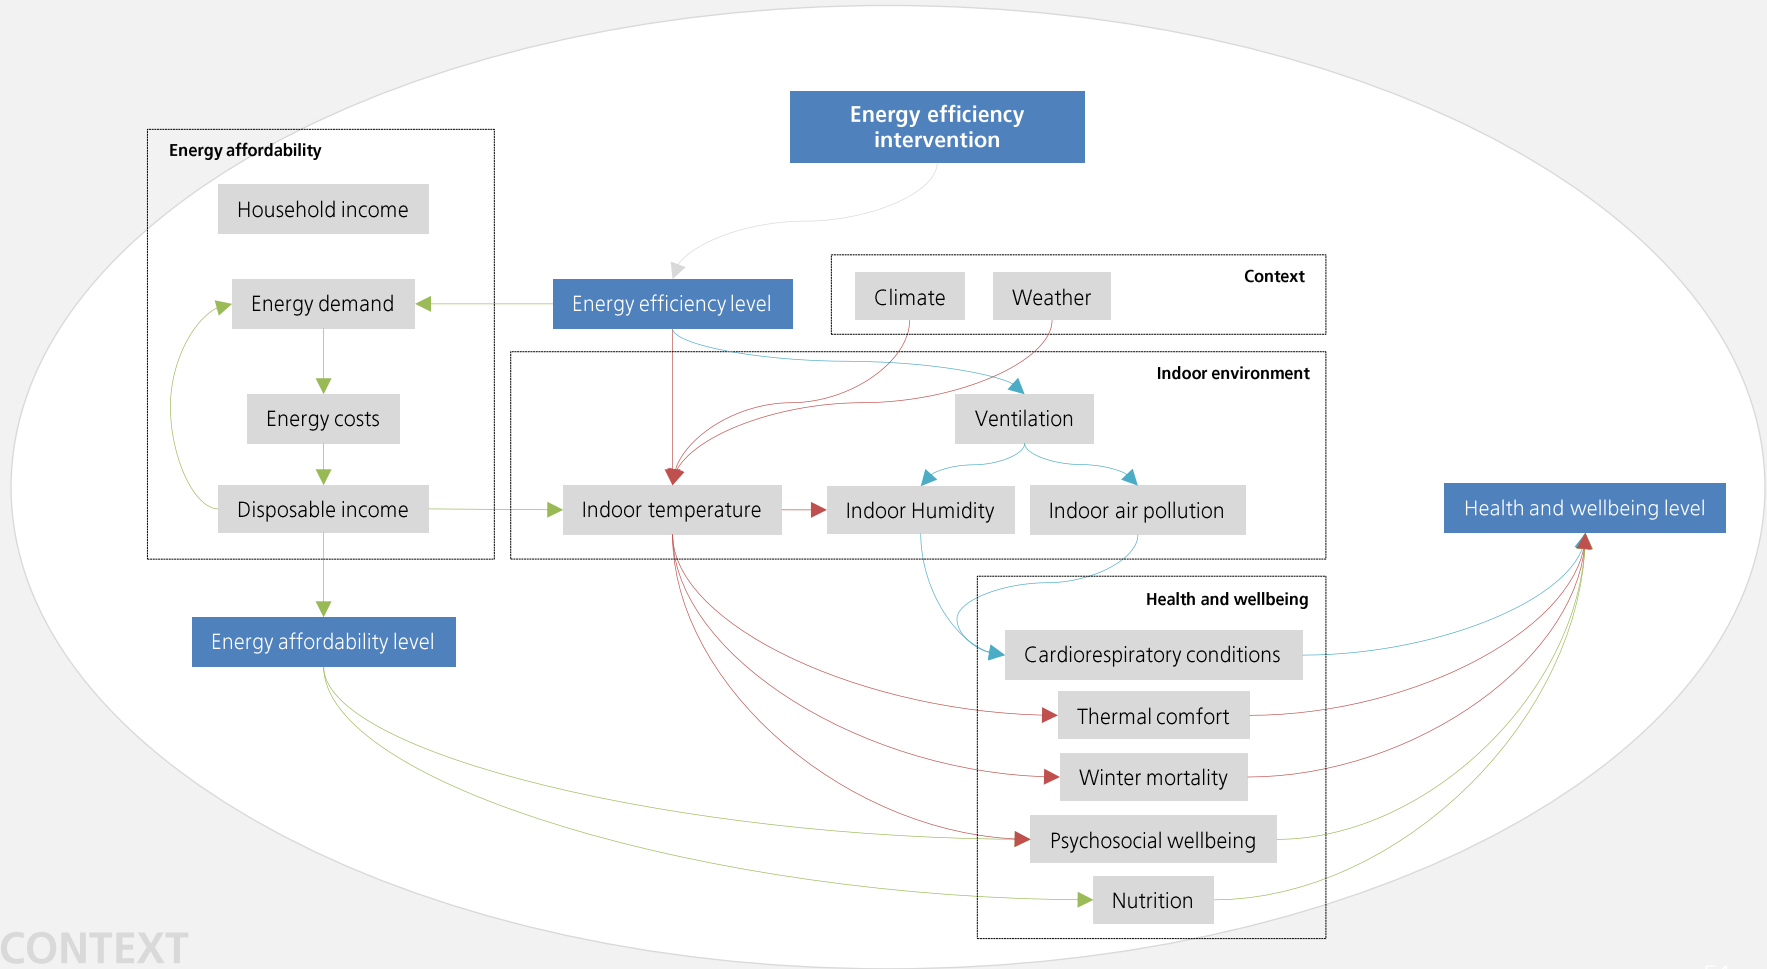 Energy efficiency
intervention
Energy affordability
Household income
Energy demand
Energy costs
Disposable income
Energy affordability level
Energy efficiency level
Context
Climate
Weather
Indoor environment
Ventilation
Indoor temperature
Indoor Humidity
Indoor air pollution
Health and wellbeing level
Health and wellbeing
Cardiorespiratory conditions
Thermal comfort
Winter mortality
Psychosocial wellbeing
Nutrition
CONTEXT